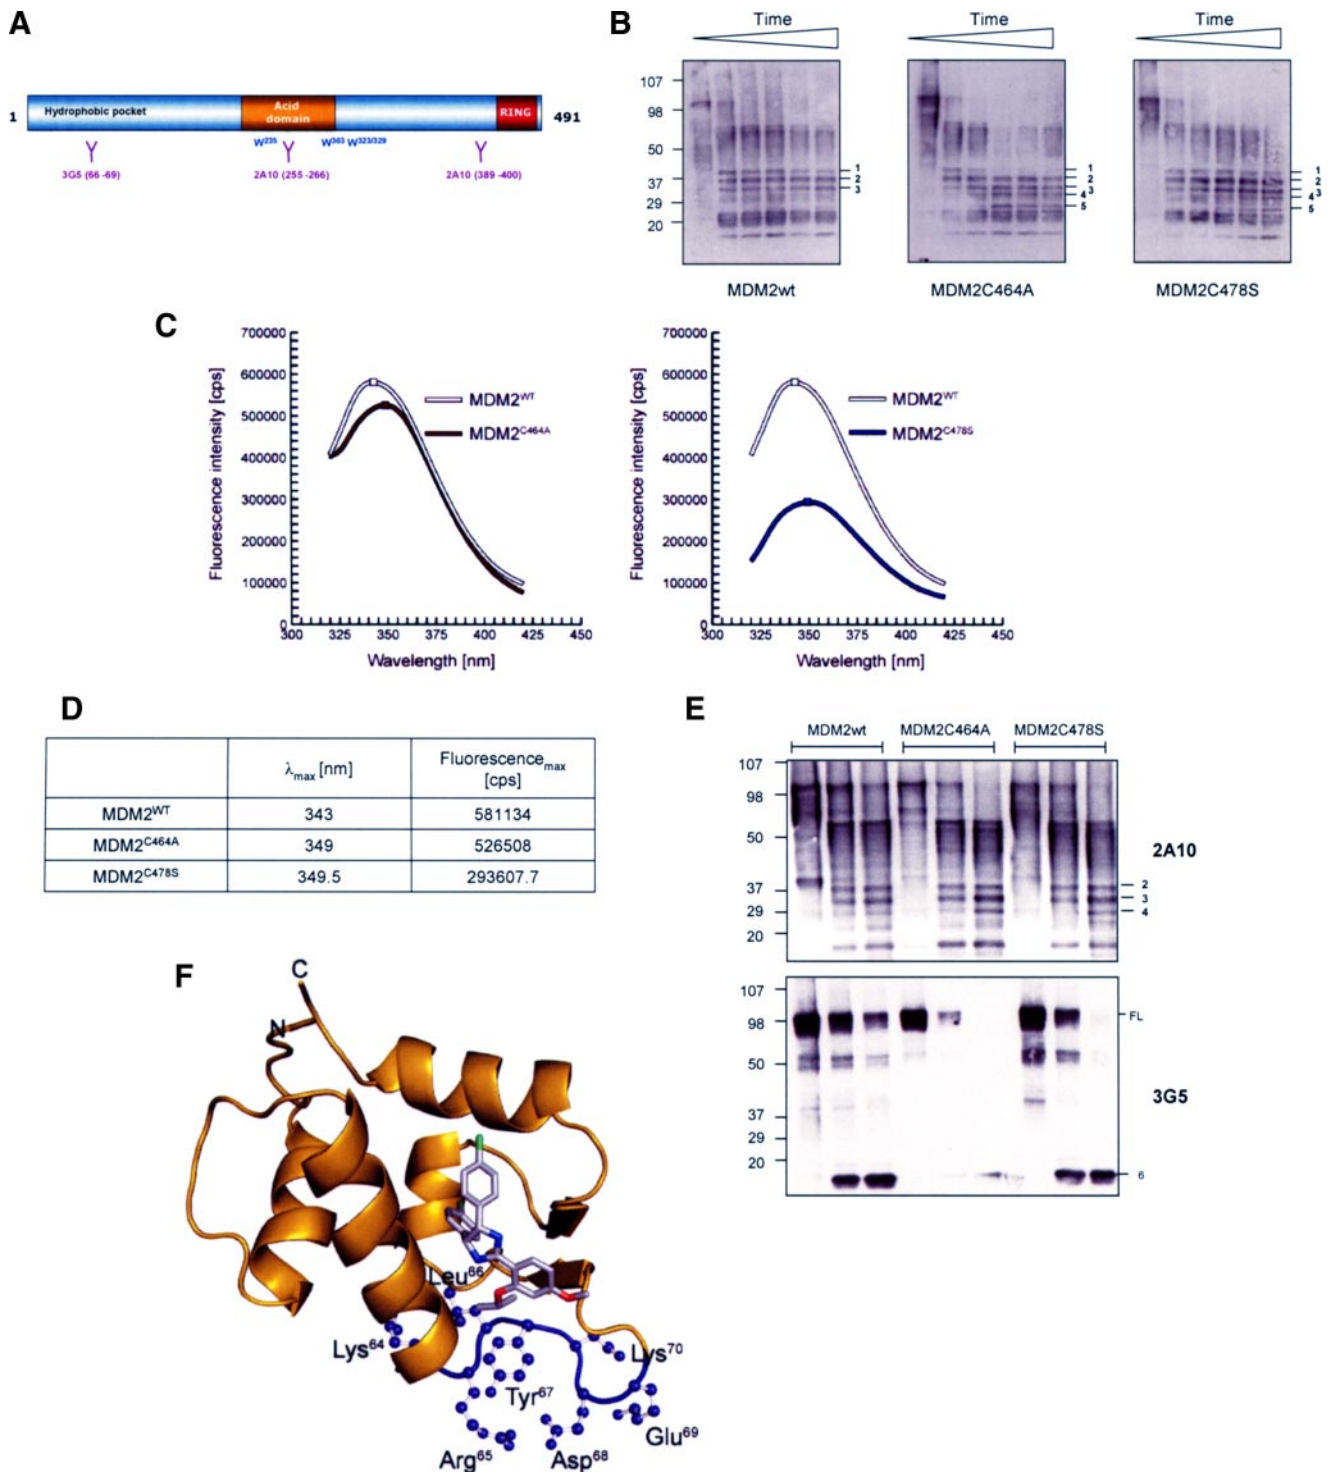 A
1
Hydrophobic pocket
Acid domain
RING
491
W235
W303 W323/329
3G5 (66 -69)
2A10 (255 -266)
2A10 (389 -400)
B
Time
Time
Time
107
98
50
37
29
20
1
2
3
1
2
3
4
5
1
2
3
4
5
MDM2wt
MDM2C464A
MDM2C478S
C
Fluorescence intensity [cps]
700000
600000
500000
400000
300000
200000
100000
0
300 325 350 375 400 425 450
Wavelength [nm]
MDM2WT
MDM2C464A
Fluorescence intensity [cps]
700000
600000
500000
400000
300000
200000
100000
0
300 325 350 375 400 425 450
Wavelength [nm]
MDM2WT
MDM2C478S
D
λmax [nm]
Fluorescencemax [cps]
MDM2WT 343 581134
MDM2C464A 349 526508
MDM2C478S 349.5 293607.7
E
MDM2wt
MDM2C464A
MDM2C478S
107
98
50
37
29
20
2
3
4
2A10
107
98
50
37
29
20
FL
6
3G5
F
C
N
Leu66
Lys64
Lys70
Tyr67
Glu69
Arg65
Asp68